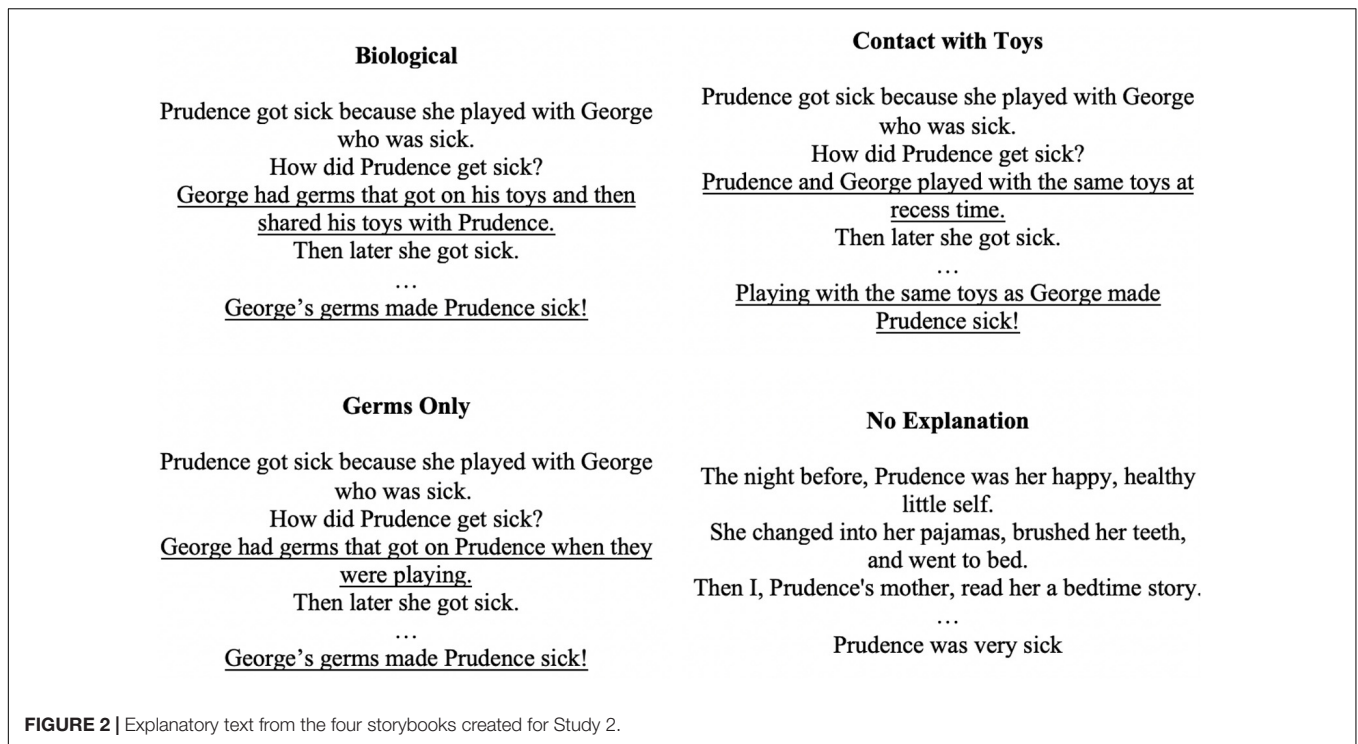 Biological
Prudence got sick because she played with George
who was sick.
How did Prudence get sick?
George had germs that got on his toys and then
shared his toys with Prudence.
Then later she got sick.
…
George’s germs made Prudence sick!
Contact with Toys
Prudence got sick because she played with George
who was sick.
How did Prudence get sick?
Prudence and George played with the same toys at
recess time.
Then later she got sick.
…
Playing with the same toys as George made
Prudence sick!
Germs Only
Prudence got sick because she played with George
who was sick.
How did Prudence get sick?
George had germs that got on Prudence when they
were playing.
Then later she got sick.
…
George’s germs made Prudence sick!
No Explanation
The night before, Prudence was her happy, healthy
little self.
She changed into her pajamas, brushed her teeth,
and went to bed.
Then I, Prudence's mother, read her a bedtime story.
…
Prudence was very sick
FIGURE 2 | Explanatory text from the four storybooks created for Study 2.